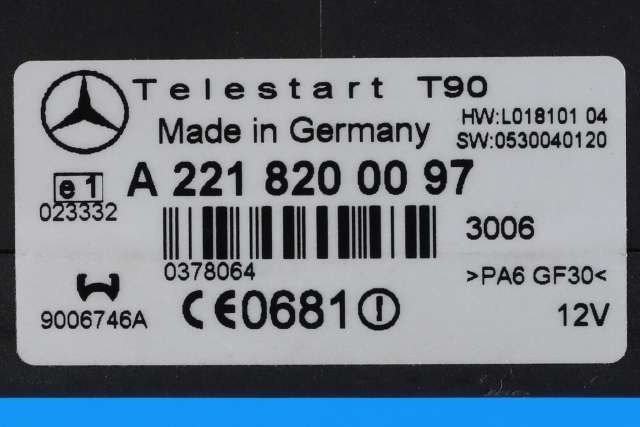 Telestart T90
HW:L018101 04
Made in Germany
SW:0530040120
A 221 820 00 97
e1
023332
3006
0378064
>PA6 GF30<
9006746A
CE0681
12V